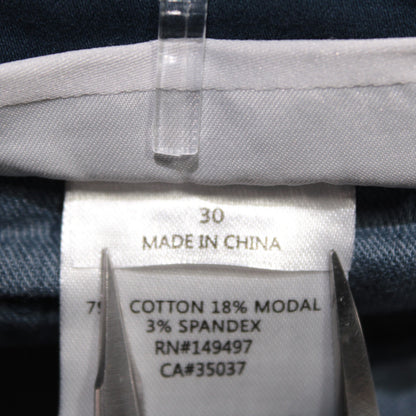 30
MADE IN CHINA
COTTON 18% MODAL
3% SPANDEX
RN#149497
CA#35037